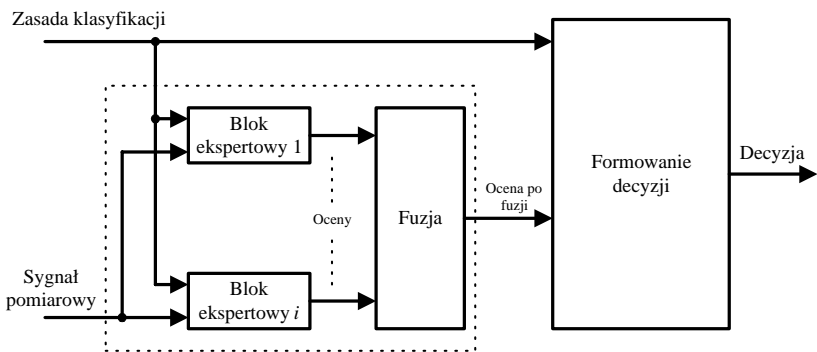 Zasada klasyfikacji
Blok
ekspertowy 1
Oceny
Blok
ekspertowy i
Fuzja
Ocena po
fuzji
Formowanie
decyzji
Decyzja
Sygnał
pomiarowy